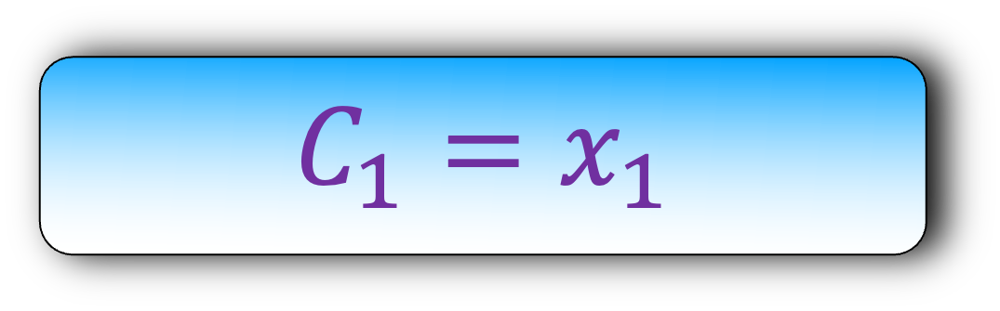 C₁ = x₁